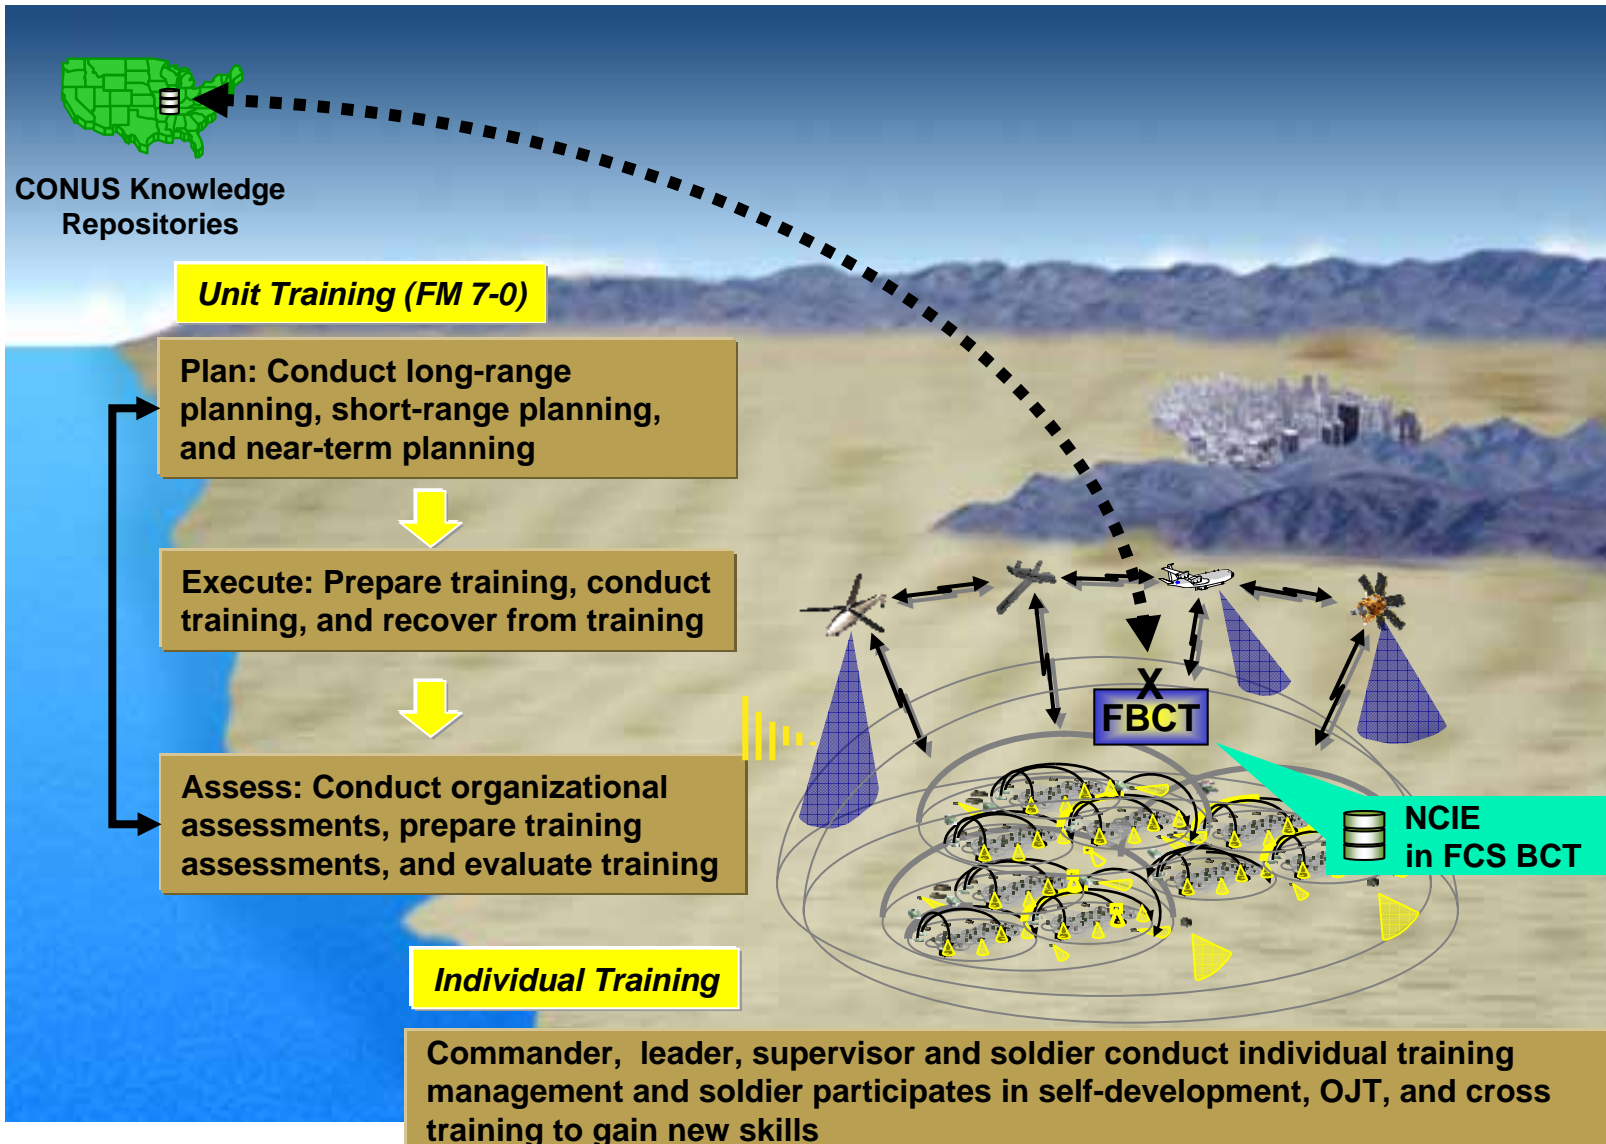 CONUS Knowledge
Repositories
Unit Training (FM 7-0)
Plan: Conduct long-range
planning, short-range planning,
and near-term planning
Execute: Prepare training, conduct
training, and recover from training
Assess: Conduct organizational
assessments, prepare training
assessments, and evaluate training
X
FBCT
NCIE
in FCS BCT
Individual Training
Commander, leader, supervisor and soldier conduct individual training
management and soldier participates in self-development, OJT, and cross
training to gain new skills